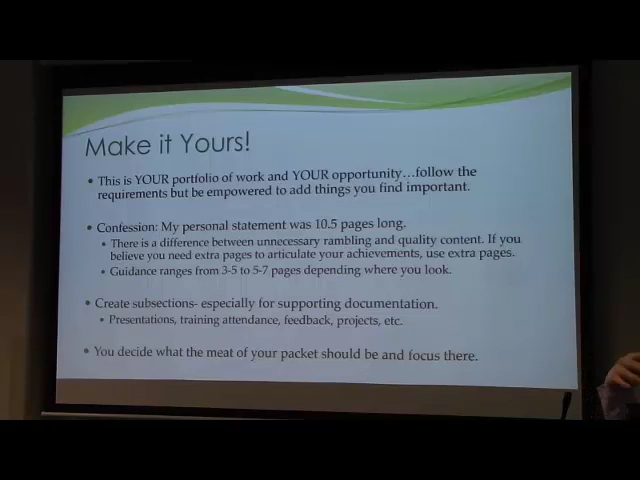 Make it Yours!
• This is YOUR portfolio of work and YOUR opportunity…follow the
requirements but be empowered to add things you find important.
• Confession: My personal statement was 10.5 pages long.
• There is a difference between unnecessary rambling and quality content. If you
believe you need extra pages to articulate your achievements, use extra pages.
• Guidance ranges from 3-5 to 5-7 pages depending where you look.
• Create subsections- especially for supporting documentation.
• Presentations, training attendance, feedback, projects, etc.
• You decide what the meat of your packet should be and focus there.